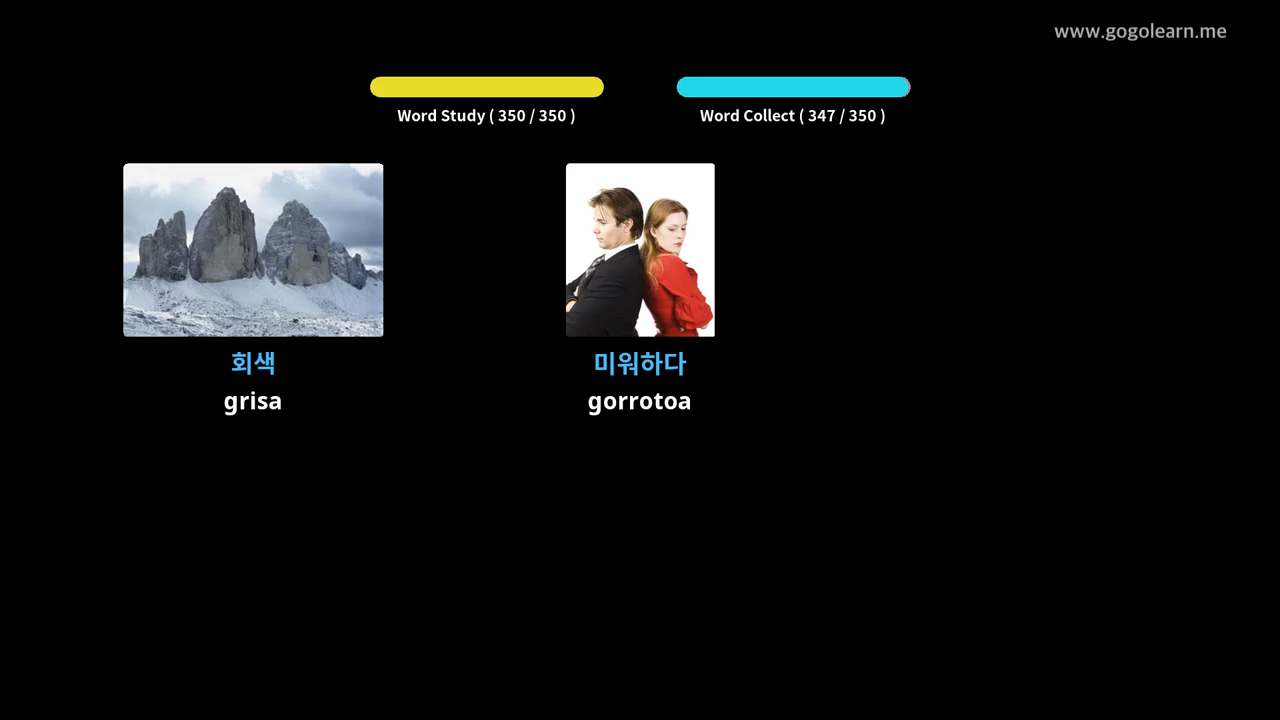 www.gogolearn.me
Word Study ( 350 / 350 )
Word Collect ( 347 / 350 )
회색
grisa
미워하다
gorrotoa